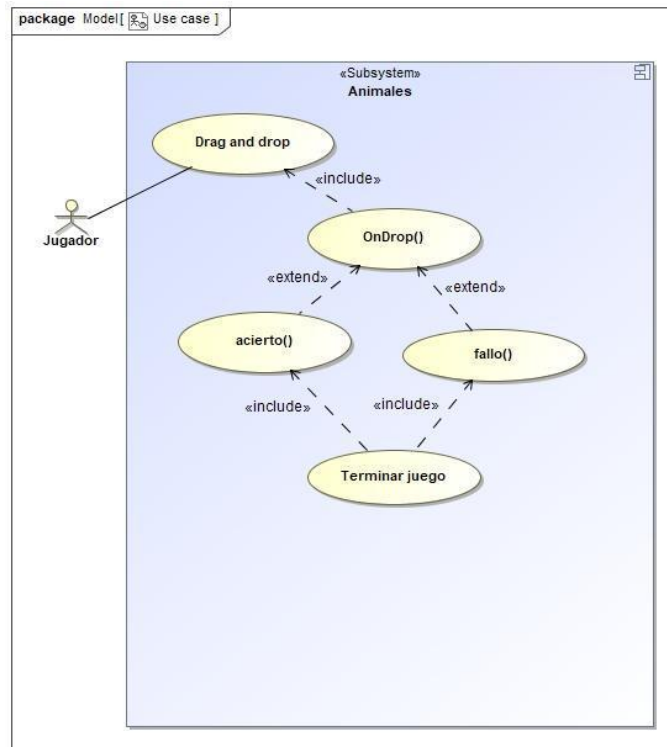 package Model[ Use case ]
«Subsystem»
Animales
Drag and drop
«include»
Jugador
OnDrop()
«extend»
«extend»
acierto()
fallo()
«include»
«include»
Terminar juego